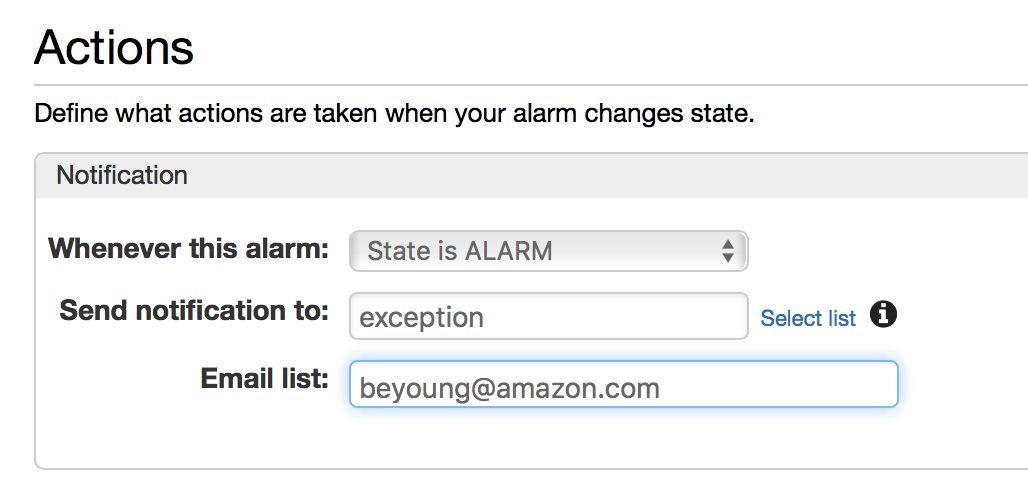 Actions
Define what actions are taken when your alarm changes state.
Notification
Whenever this alarm: State is ALARM
Send notification to: exception Select list
Email list: beyoung@amazon.com